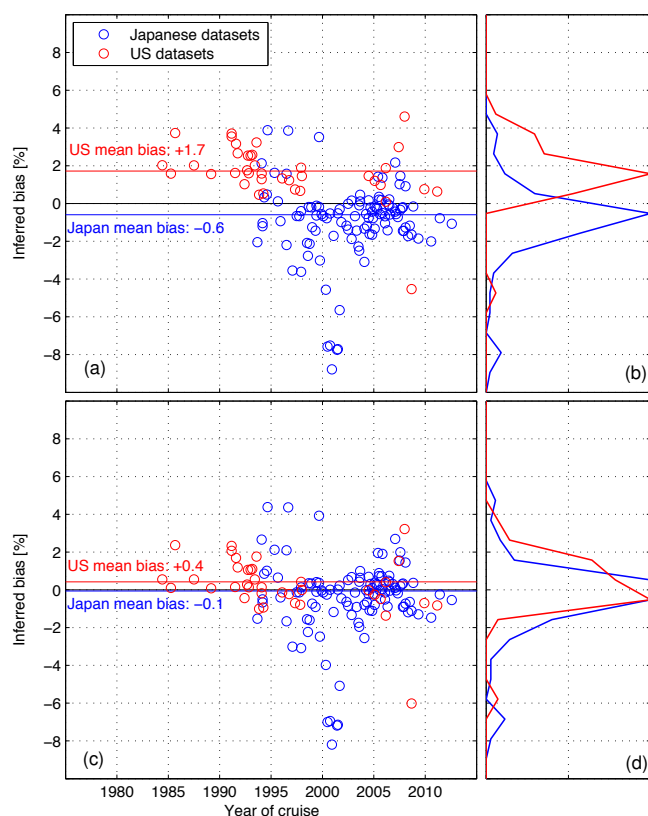 Japanese datasets
US datasets
10
8
6
4
2
0
−2
−4
−6
−8
Inferred bias [%]
US mean bias: +1.7
Japan mean bias: −0.6
(a)
(b)
8
6
4
2
0
−2
−4
−6
−8
Inferred bias [%]
US mean bias: +0.4
Japan mean bias: −0.1
(c)
(d)
1980 1985 1990 1995 2000 2005 2010
Year of cruise